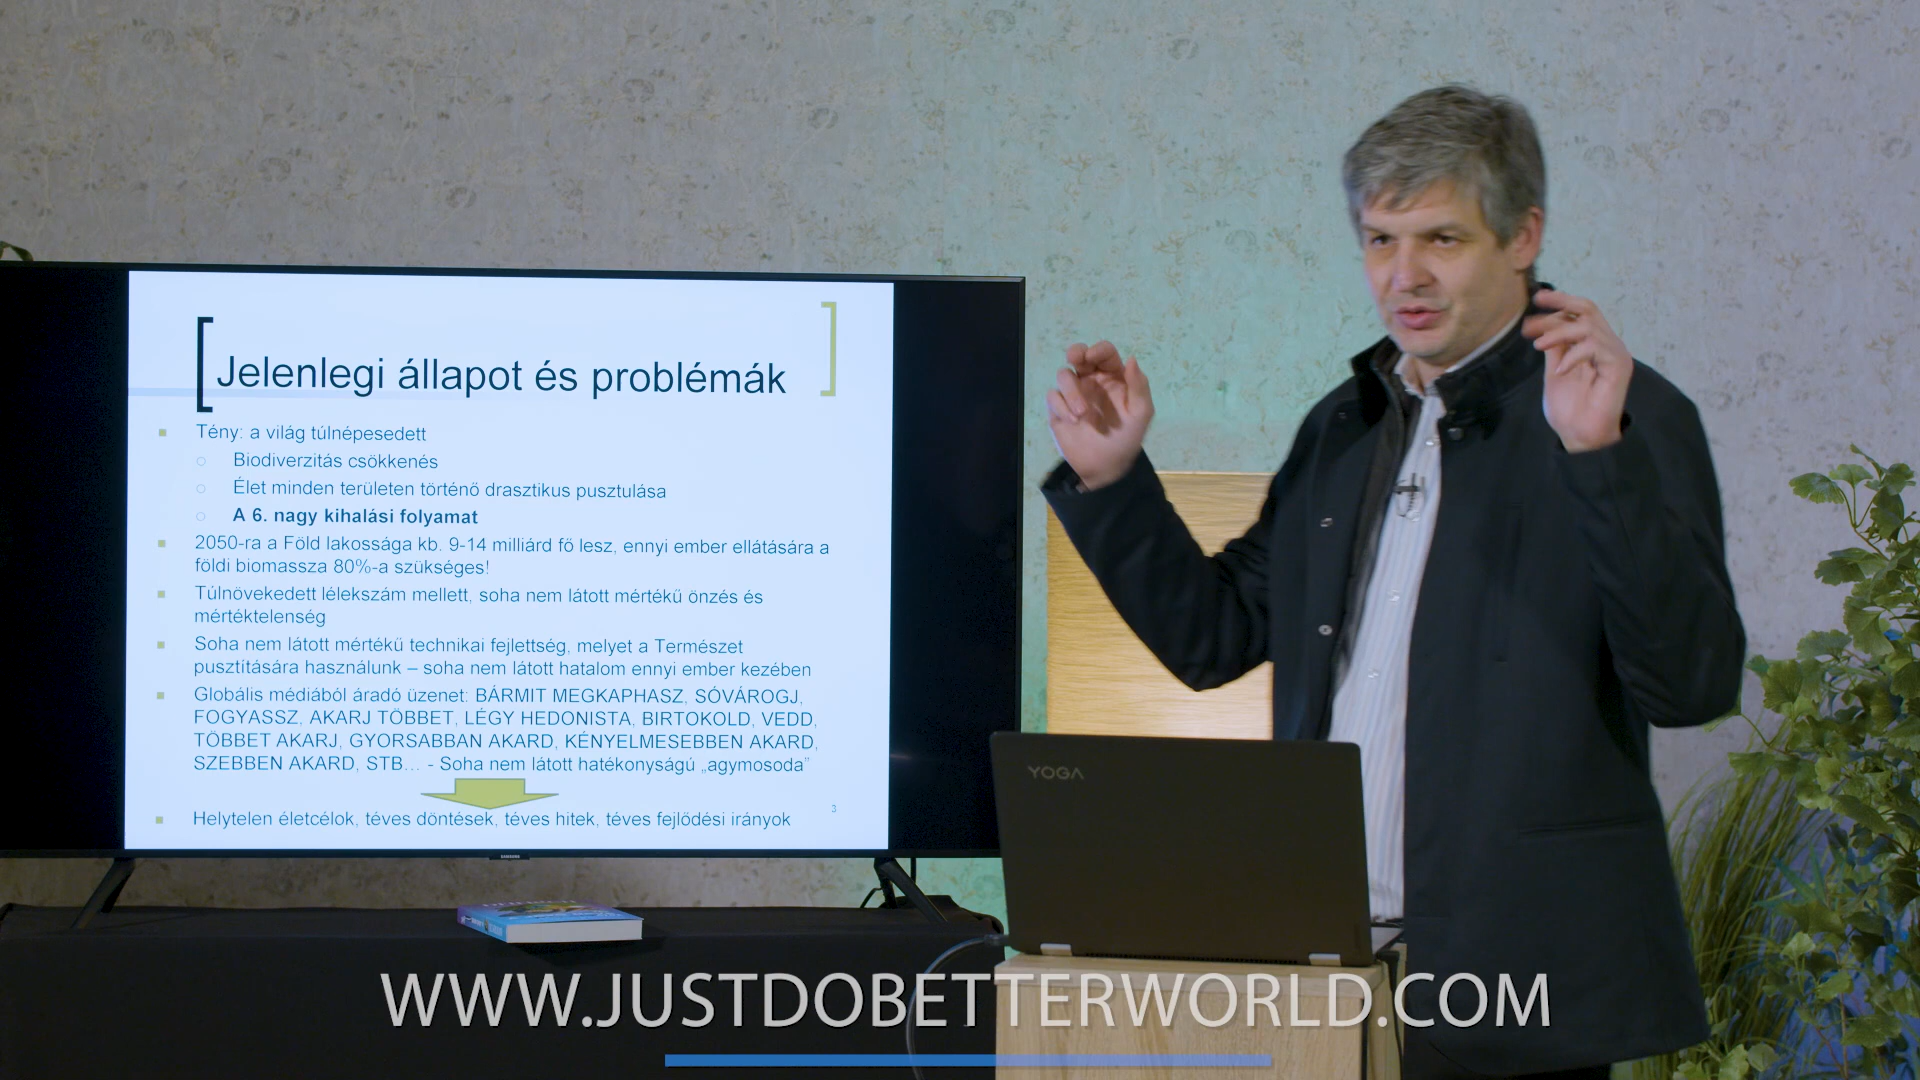 Jelenlegi állapot és problémák
Tény: a világ túlnépesedett
Biodiverzitás csökkenés
Élet minden területen történő drasztikus pusztulása
A 6. nagy kihalási folyamat
2050-ra a Föld lakossága kb. 9-14 milliárd fő lesz, ennyi ember ellátására a
földi biomassza 80%-a szükséges!
Túlnövekedett lélekszám mellett, soha nem látott mértékű önzés és
mértéktelenség
Soha nem látott mértékű technikai fejlettség, melyet a Természet
pusztítására használunk – soha nem látott hatalom ennyi ember kezében
Globális médiából áradó üzenet: BÁRMIT MEGKAPHASZ, SÓVÁROGJ,
FOGYASSZ, AKARJ TÖBBET, LÉGY HEDONISTA, BIRTOKOLD, VEDD,
TÖBBET AKARJ, GYORSABBAN AKARD, KÉNYELMESEBBEN AKARD,
SZEBBEN AKARD, STB... - Soha nem látott hatékonyságú „agymosoda”
Helytelen életcélok, téves döntések, téves hitek, téves fejlődési irányok
3
SAMSUNG
YOGA
WWW.JUSTDOBETTERWORLD.COM